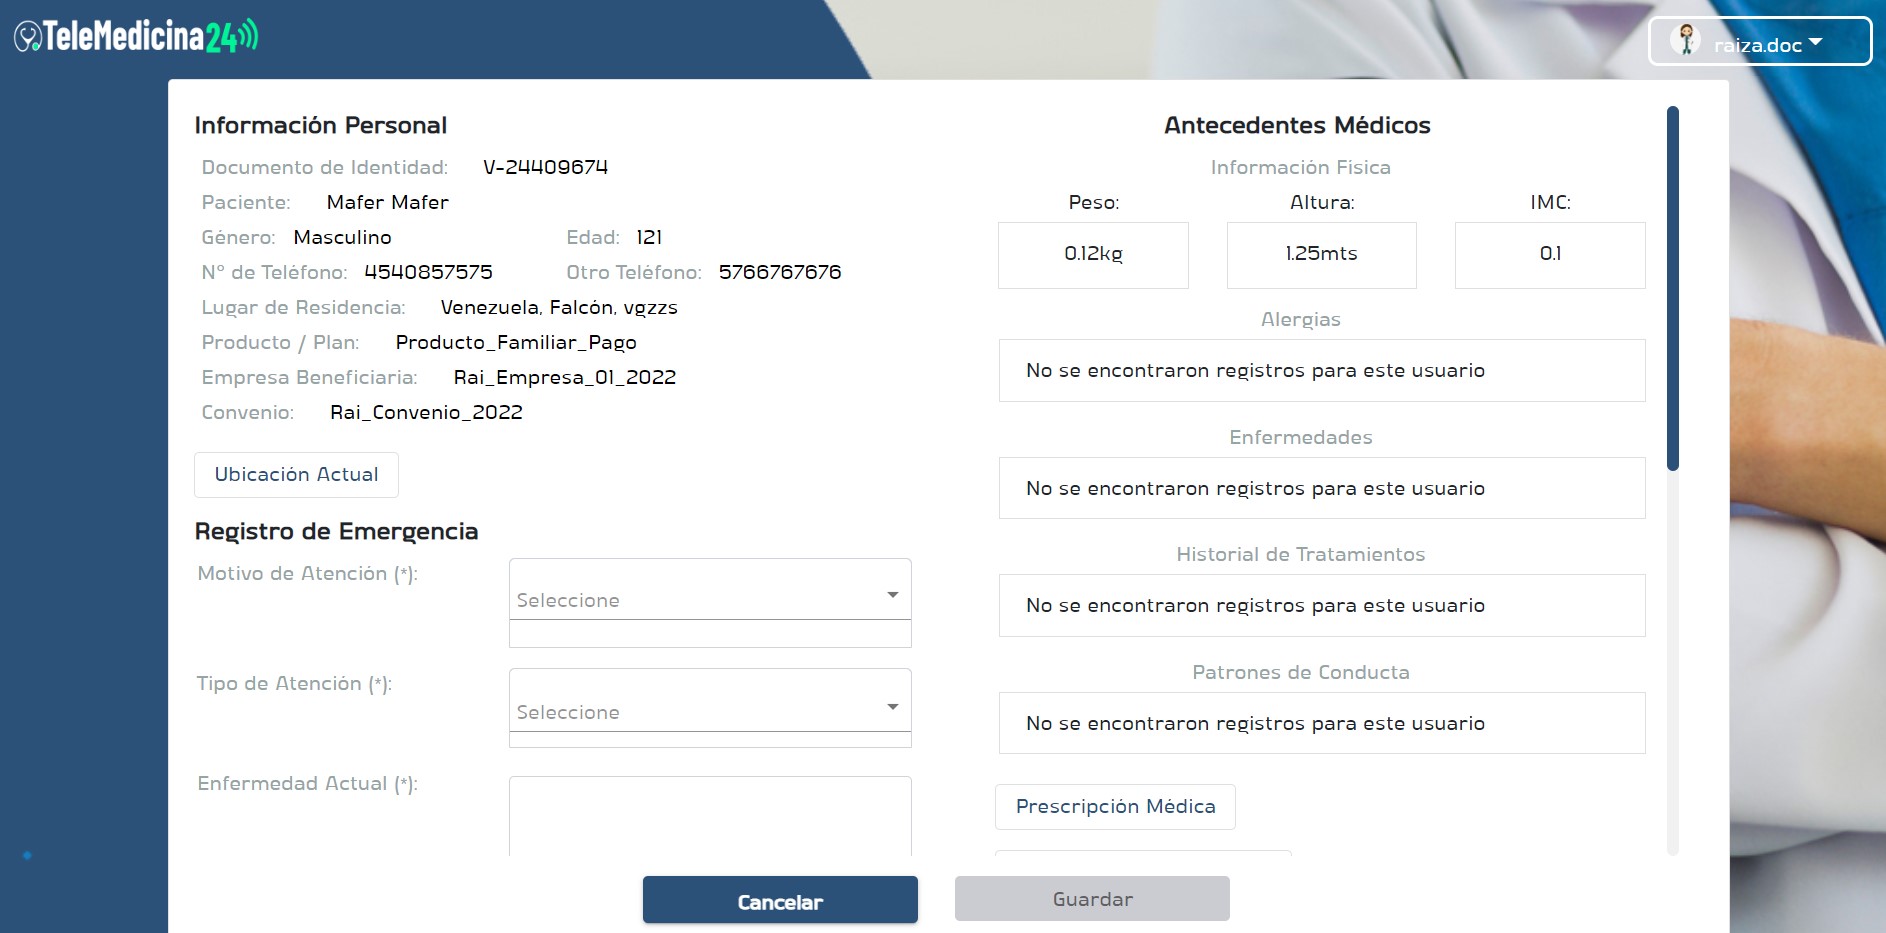 TeleMedicina24
raiza.doc
Información Personal
Documento de Identidad: V-24409674
Paciente: Mafer Mafer
Género: Masculino Edad: 121
N° de Teléfono: 4540857575 Otro Teléfono: 5766767676
Lugar de Residencia: Venezuela, Falcón, vgzzs
Producto / Plan: Producto_Familiar_Pago
Empresa Beneficiaria: Rai_Empresa_01_2022
Convenio: Rai_Convenio_2022
Ubicación Actual
Registro de Emergencia
Motivo de Atención (*):
Seleccione
Tipo de Atención (*):
Seleccione
Enfermedad Actual (*):
Antecedentes Médicos
Información Fisica
Peso: Altura: IMC:
0.12kg 1.25mts 0.1
Alergias
No se encontraron registros para este usuario
Enfermedades
No se encontraron registros para este usuario
Historial de Tratamientos
No se encontraron registros para este usuario
Patrones de Conducta
No se encontraron registros para este usuario
Prescripción Médica
Cancelar Guardar